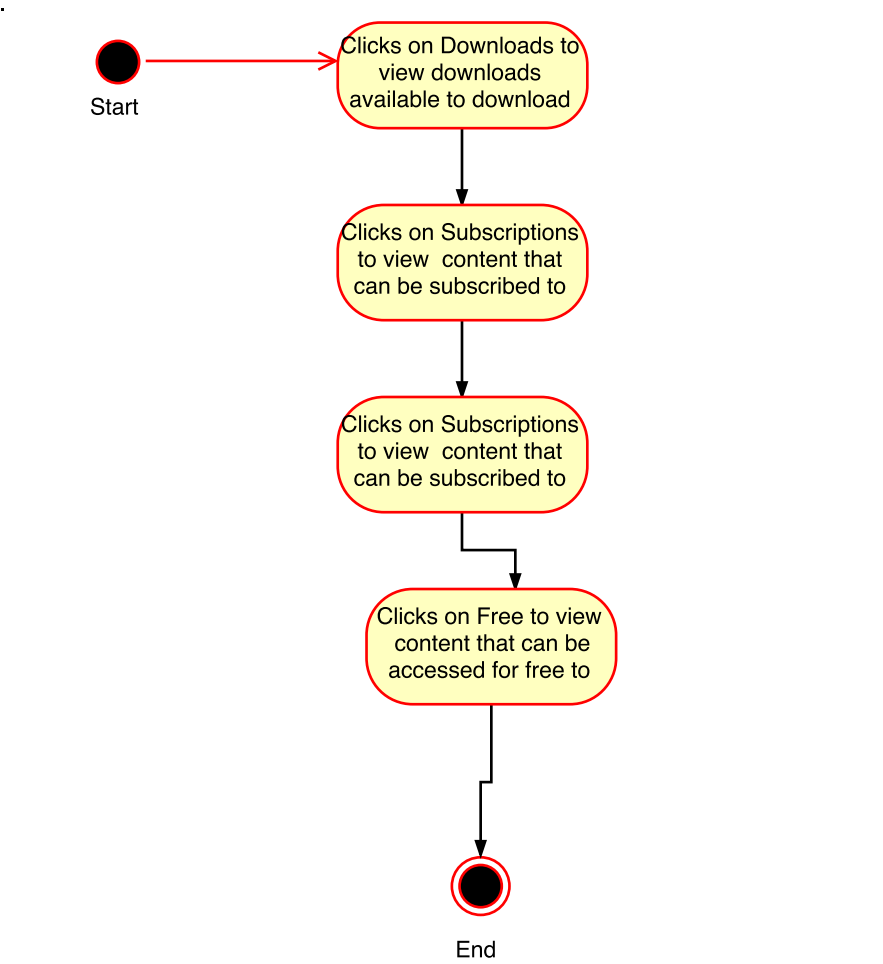 Start
Clicks on Downloads to
view downloads
available to download
Clicks on Subscriptions
to view  content that
can be subscribed to
Clicks on Subscriptions
to view  content that
can be subscribed to
Clicks on Free to view
content that can be
accessed for free to
End